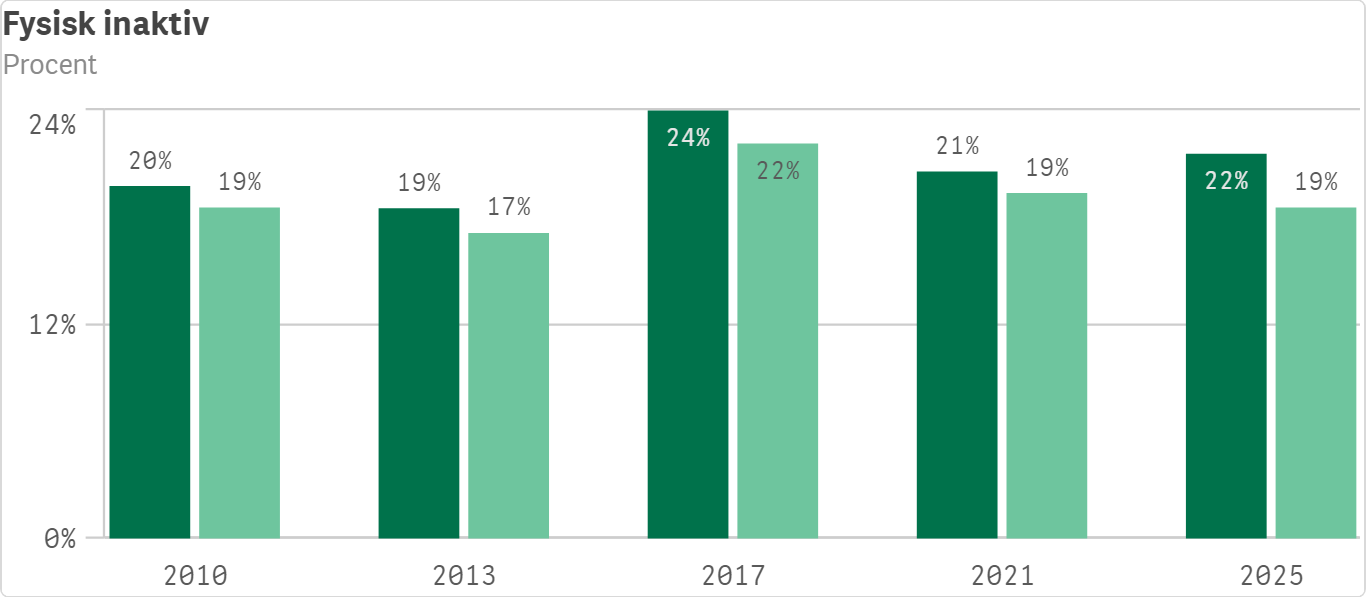 Fysisk inaktiv
Procent
24%
12%
0%
20% 19% 19% 17% 24% 22% 21% 19% 22% 19%
2010 2013 2017 2021 2025